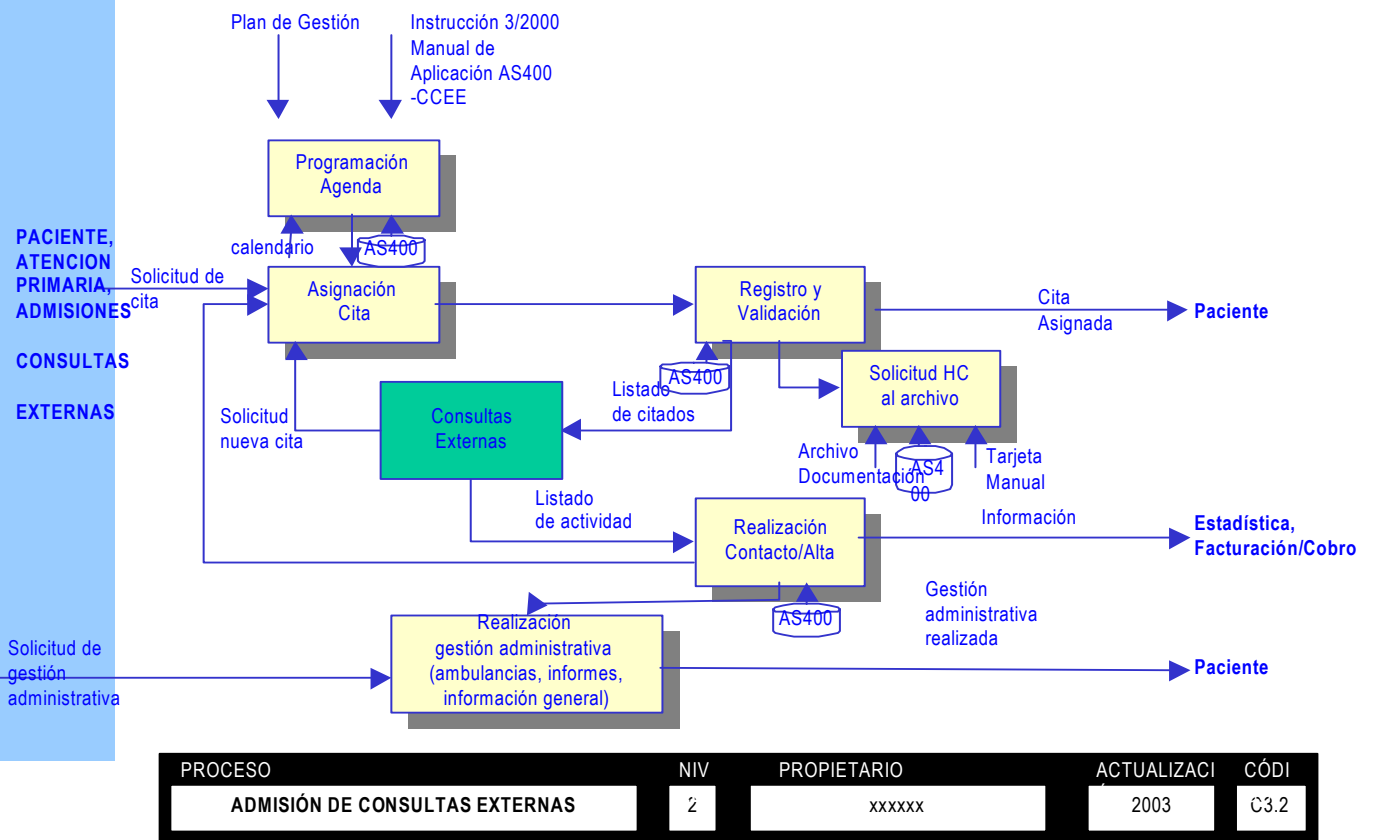 Plan de Gestión
Instrucción 3/2000
Manual de
Aplicación AS400
-CCEE
Programación
Agenda
calendario
AS400
PACIENTE,
ATENCION
PRIMARIA,
ADMISIONES
CONSULTAS
EXTERNAS
Solicitud de
cita
Asignación
Cita
Registro y
Validación
Cita
Asignada
Paciente
AS400
Solicitud HC
al archivo
Listado
de citados
Solicitud
nueva cita
Consultas
Externas
Archivo
Documentación
AS4
00
Tarjeta
Manual
Listado
de actividad
Realización
Contacto/Alta
Información
Estadística,
Facturación/Cobro
AS400
Gestión
administrativa
realizada
Realización
gestión administrativa
(ambulancias, informes,
información general)
Solicitud de
gestión
administrativa
Paciente
PROCESO
NIV
PROPIETARIO
ACTUALIZACI
CÓDI
ADMISIÓN DE CONSULTAS EXTERNAS
2
xxxxxx
2003
C3.2